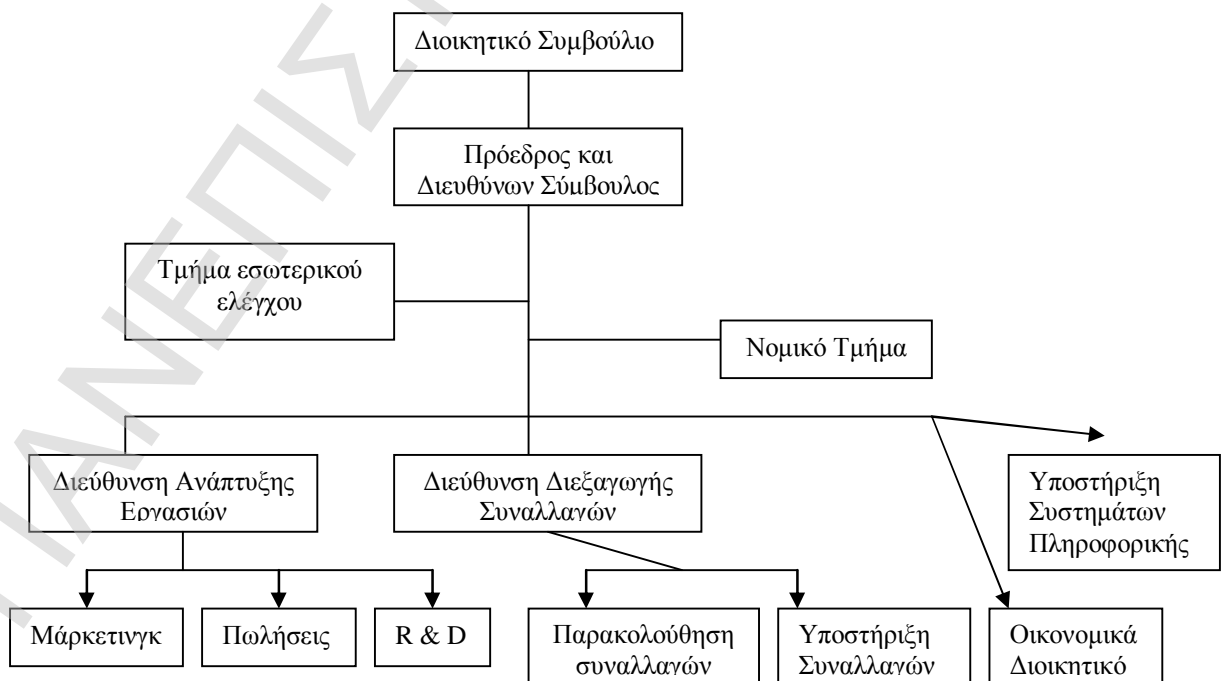 Διοικητικό Συμβούλιο
Πρόεδρος και
Διευθύνων Σύμβουλος
Τμήμα εσωτερικού
ελέγχου
Νομικό Τμήμα
Διεύθυνση Ανάπτυξης
Εργασιών
Διεύθυνση Διεξαγωγής
Συναλλαγών
Υποστήριξη
Συστημάτων
Πληροφορικής
Μάρκετινγκ
Πωλήσεις
R & D
Παρακολούθηση
συναλλαγών
Υποστήριξη
Συναλλαγών
Οικονομικά
Διοικητικό
ΠΑΝΕΠΙΣ